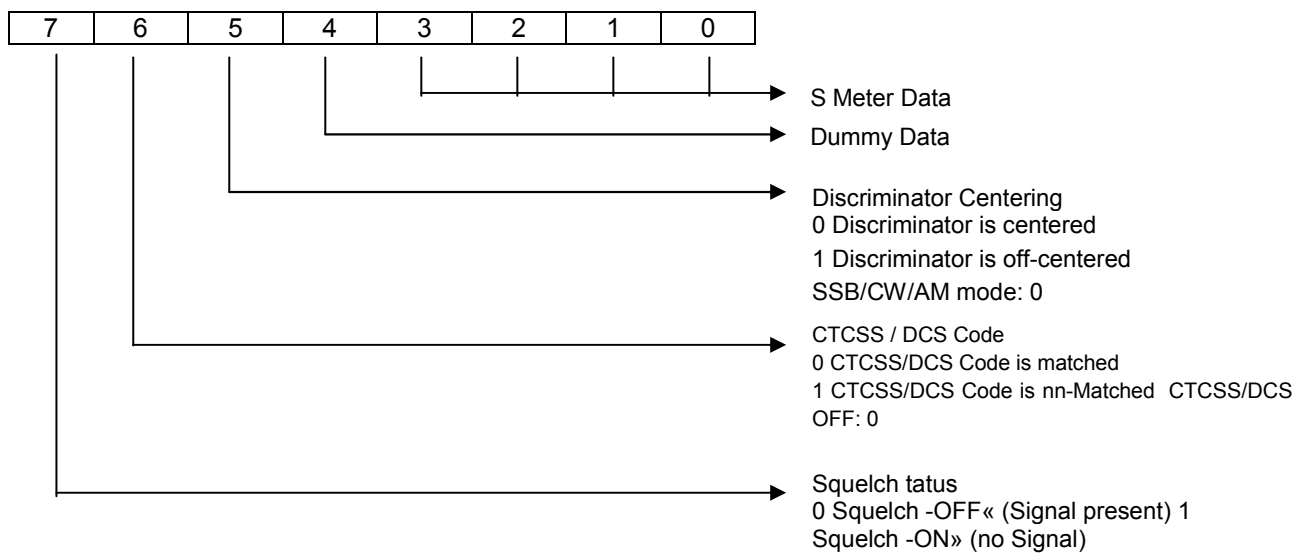 7 6 5 4 3 2 1 0
S Meter Data
Dummy Data
Discriminator Centering
0 Discriminator is centered
1 Discriminator is off-centered
SSB/CW/AM mode: 0
CTCSS / DCS Code
0 CTCSS/DCS Code is matched
1 CTCSS/DCS Code is nn-Matched CTCSS/DCS
OFF: 0
Squelch tatus
0 Squelch -OFF« (Signal present) 1
Squelch -ON» (no Signal)